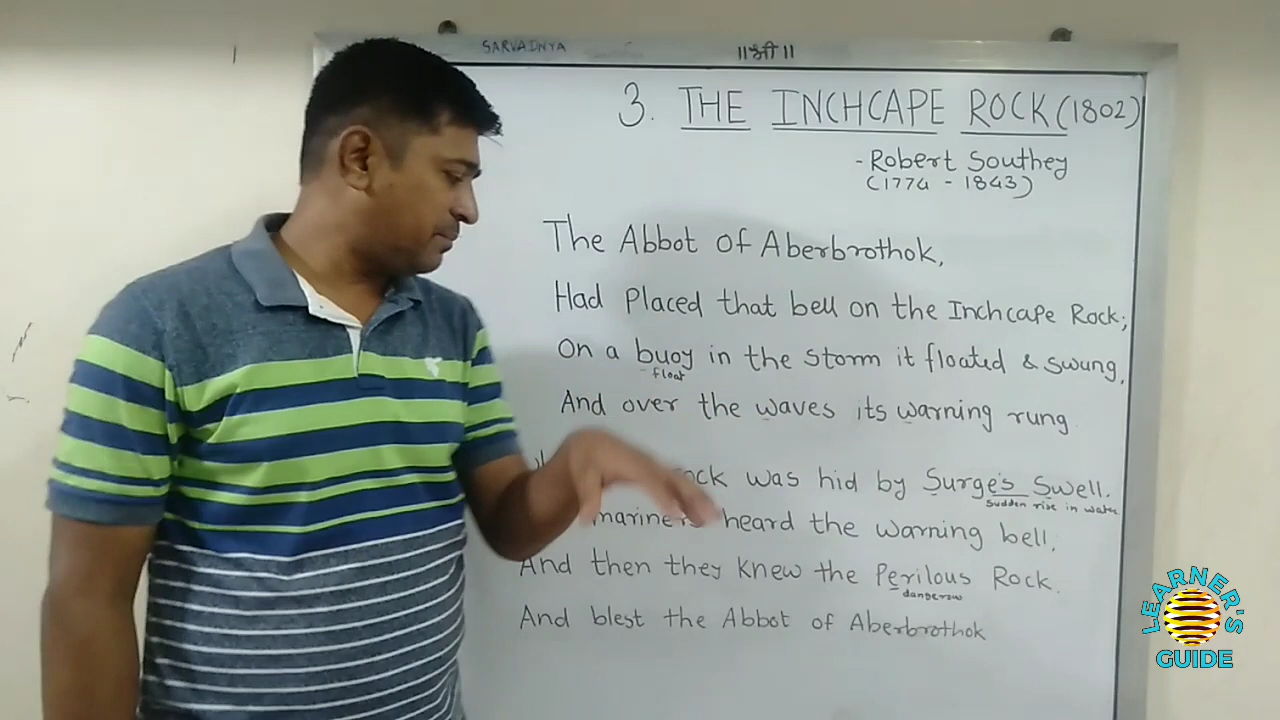 SARVADNYA
॥श्री॥
3. THE INCHCAPE ROCK (1802)
- Robert Southey
(1774 - 1843)
The Abbot of Aberbrothok,
Had Placed that bell on the Inchcape Rock;
On a buoy in the storm it floated & swung,
float
And over the waves its warning rung
ock was hid by Surge's Swell.
Sudden rise in water
mariners heard the warning bell,
And then they knew the Perilous Rock.
dangerous
And blest the Abbot of Aberbrothok
LEARNER'S
GUIDE